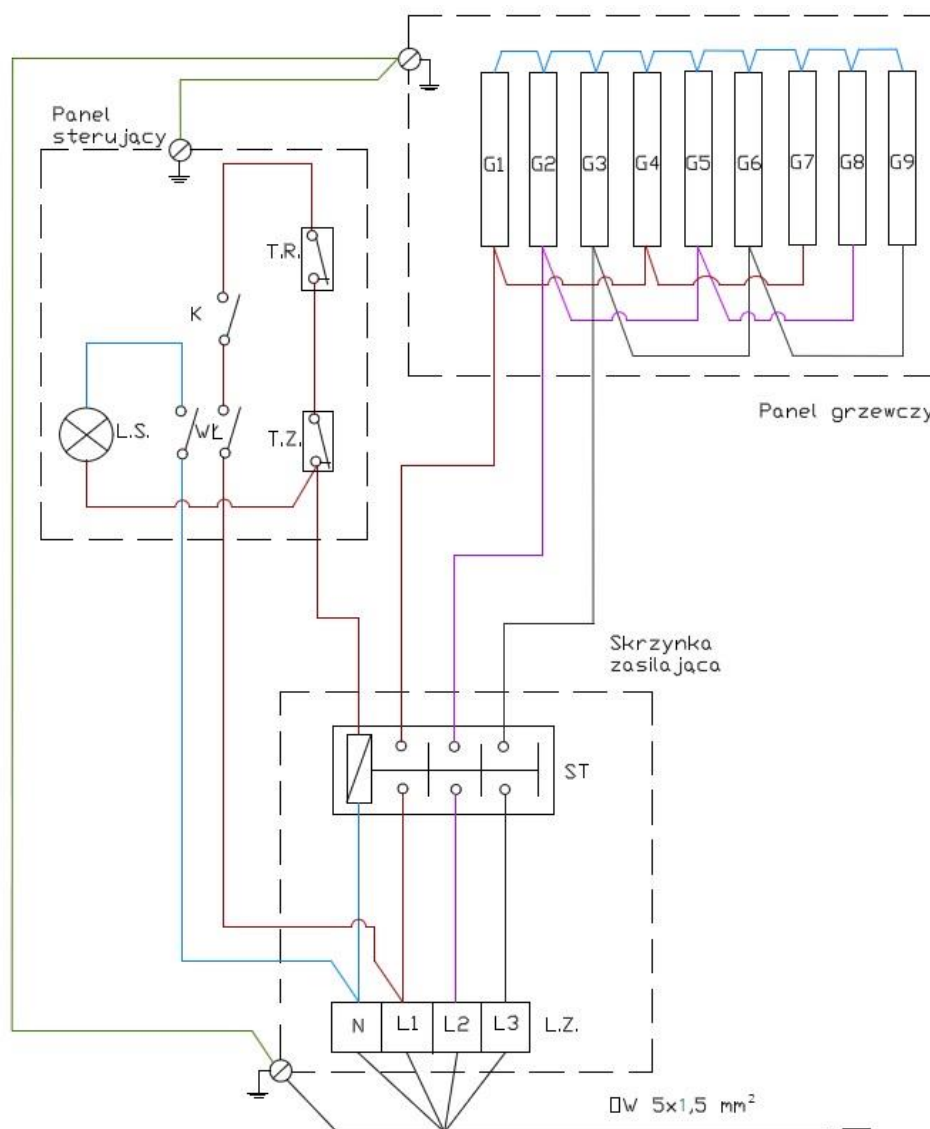 Panel
sterujący
G1 G2 G3 G4 G5 G6 G7 G8 G9
T.R.
K
Panel grzewczy
L.S.
WŁ
T.Z.
Skrzynka
zasilająca
ST
N L1 L2 L3 L.Z.
W 5x1,5 mm²